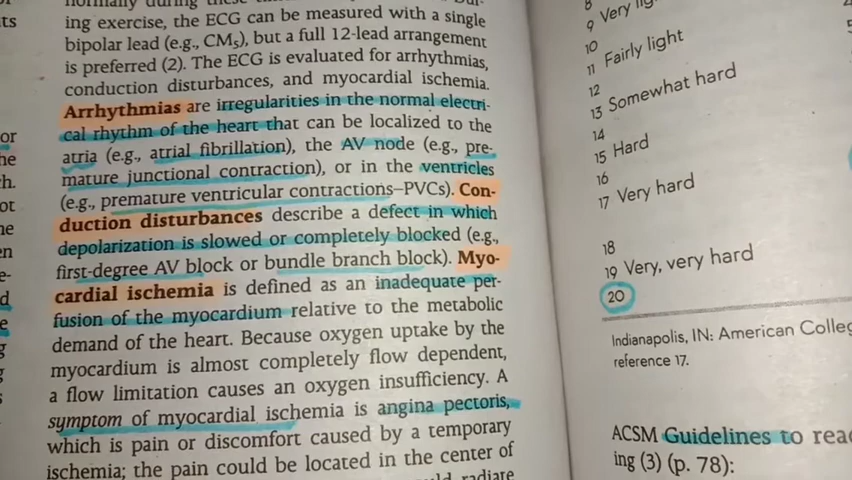 normally during these
ing exercise, the ECG can be measured with a single
bipolar lead (e.g., CM5), but a full 12-lead arrangement
is preferred (2). The ECG is evaluated for arrhythmias,
conduction disturbances, and myocardial ischemia.
Arrhythmias are irregularities in the normal electri-
cal rhythm of the heart that can be localized to the
atria (e.g., atrial fibrillation), the AV node (e.g., pre-
mature junctional contraction), or in the ventricles
(e.g., premature ventricular contractions–PVCs). Con-
duction disturbances describe a defect in which
depolarization is slowed or completely blocked (e.g.,
first-degree AV block or bundle branch block). Myo-
cardial ischemia is defined as an inadequate per-
fusion of the myocardium relative to the metabolic
demand of the heart. Because oxygen uptake by the
myocardium is almost completely flow dependent,
a flow limitation causes an oxygen insufficiency. A
symptom of myocardial ischemia is angina pectoris,
which is pain or discomfort caused by a temporary
ischemia; the pain could be located in the center of
radiate
8
9 Very
10
11 Fairly light
12
13 Somewhat hard
14
15 Hard
16
17 Very hard
18
19 Very, very hard
20
Indianapolis, IN: American
reference 17.
ACSM Guidelines to
ing (3) (p. 78):